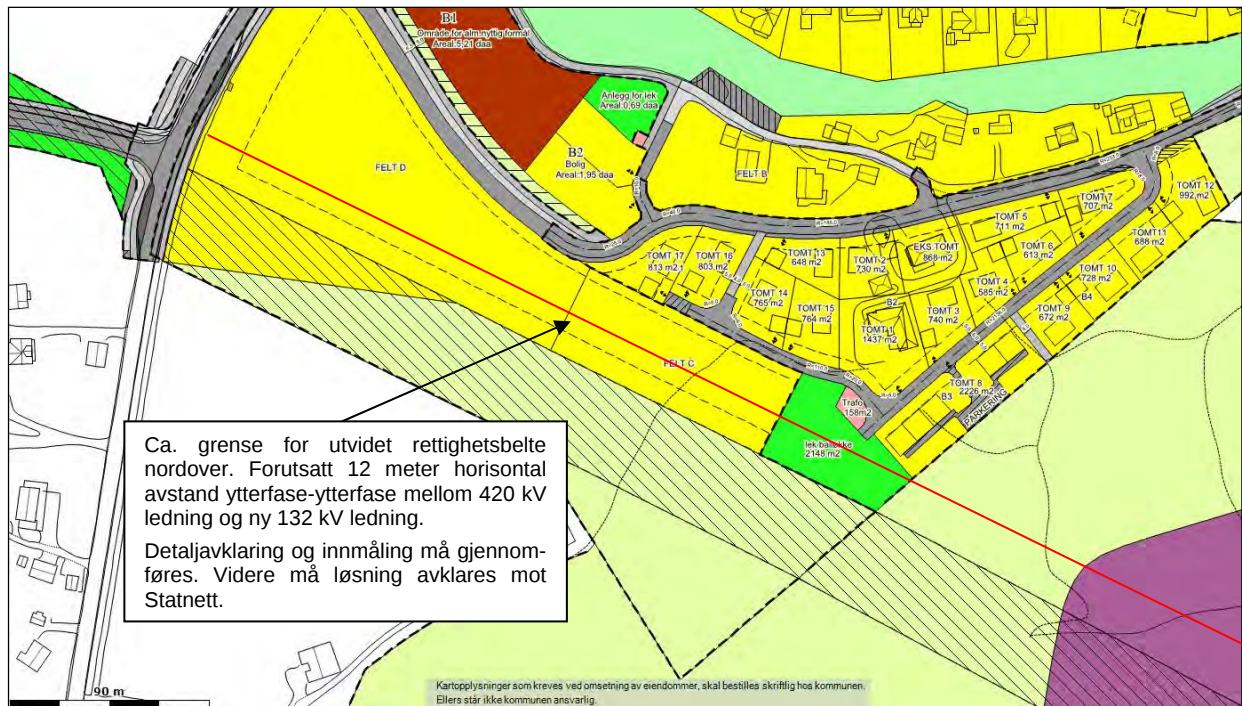 B1
Område for alm.nyttig formål
Areal:5,21 daa
Anlegg for lek
Areal:0,69 daa
B2
Bolig
Areal:1,95 daa
FELT D
FELT B
TOMT 12
992 m2
TOMT 7
707 m2
TOMT 5
711 m2
TOMT11
688 m2
TOMT 6
613 m2
EKS.TOMT
868 m2
TOMT 17
813 m2
TOMT 16
803 m2
TOMT 13
648 m2
TOMT 2
730 m2
TOMT 10
728 m2
TOMT 4
585 m2
B4
TOMT 14
765 m2
TOMT 15
764 m2
B2
TOMT 3
740 m2
TOMT 9
672 m2
TOMT 1
1437 m2
FELT C
TOMT 8
2226 m2
B3
PARKERING
Trafo
158m2
lek ballløkke
2148 m2
Ca. grense for utvidet rettighetsbelte
nordover. Forutsatt 12 meter horisontal
avstand ytterfase-ytterfase mellom 420 kV
ledning og ny 132 kV ledning.
Detaljavklaring og innmåling må gjennom-
føres. Videre må løsning avklares mot
Statnett.
90 m
Kartopplysninger som kreves ved omsetning av eiendommer, skal bestilles skriftlig hos kommunen.
Ellers står ikke kommunen ansvarlig.